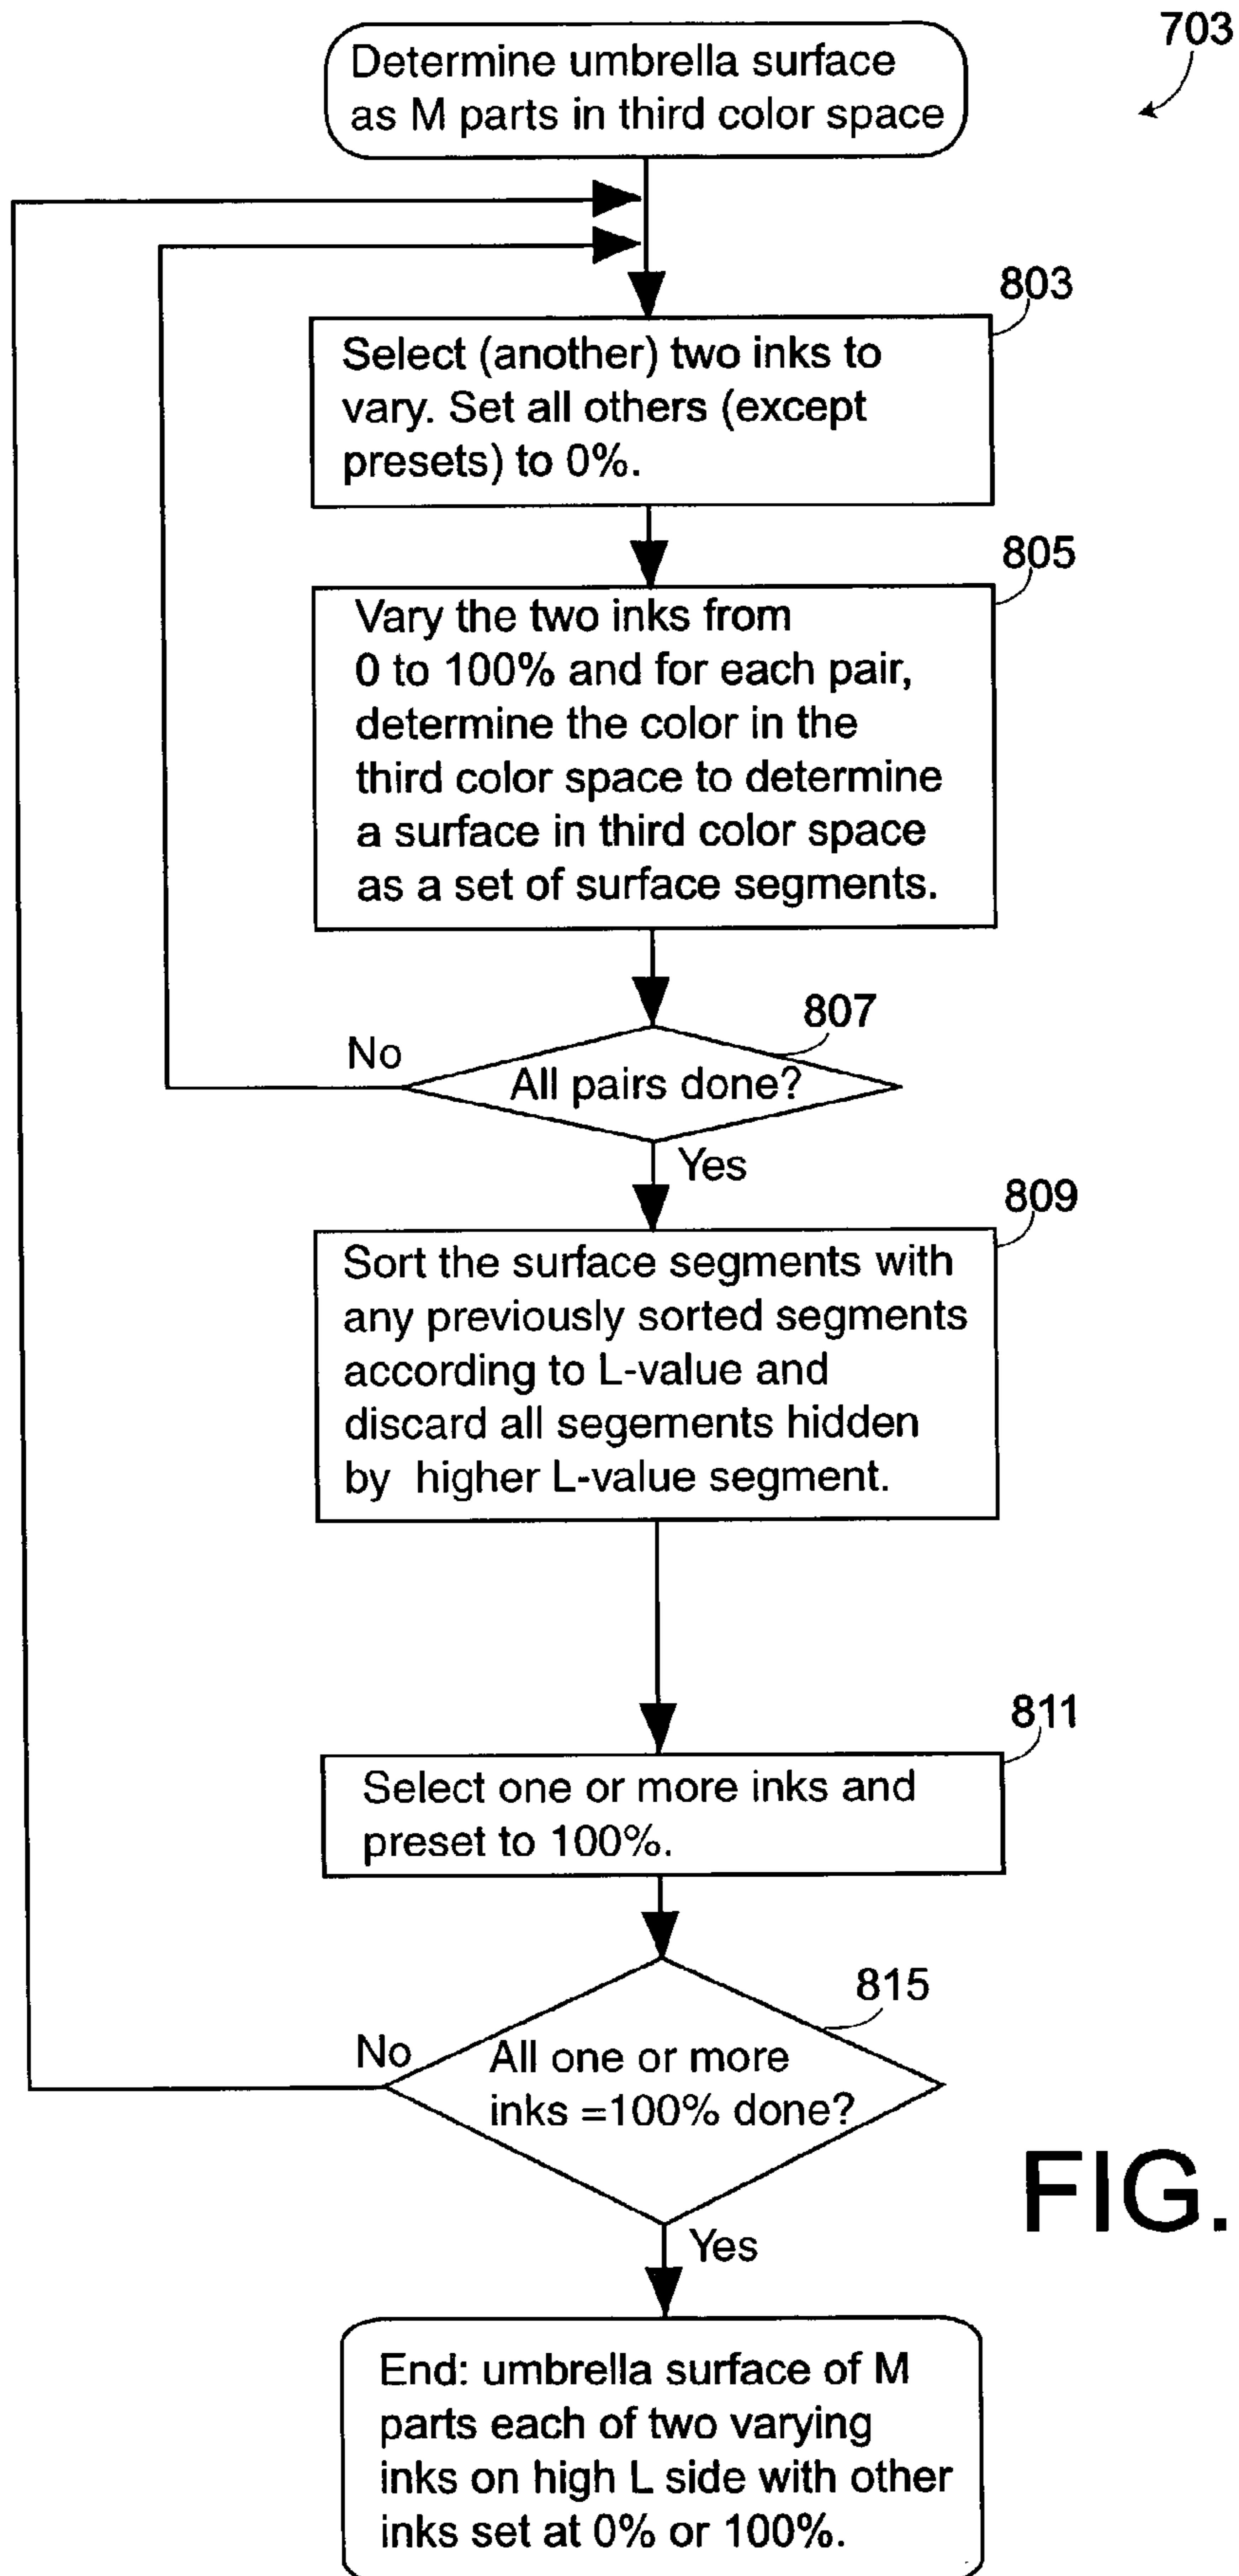 703
Determine umbrella surface
as M parts in third color space
803
Select (another) two inks to
vary. Set all others (except
presets) to 0%.
805
Vary the two inks from
0 to 100% and for each pair,
determine the color in the
third color space to determine
a surface in third color space
as a set of surface segments.
807
No
All pairs done?
Yes
809
Sort the surface segments with
any previously sorted segments
according to L-value and
discard all segements hidden
by higher L-value segment.
811
Select one or more inks and
preset to 100%.
815
No
All one or more
inks =100% done?
FIG.
Yes
End: umbrella surface of M
parts each of two varying
inks on high L side with other
inks set at 0% or 100%.